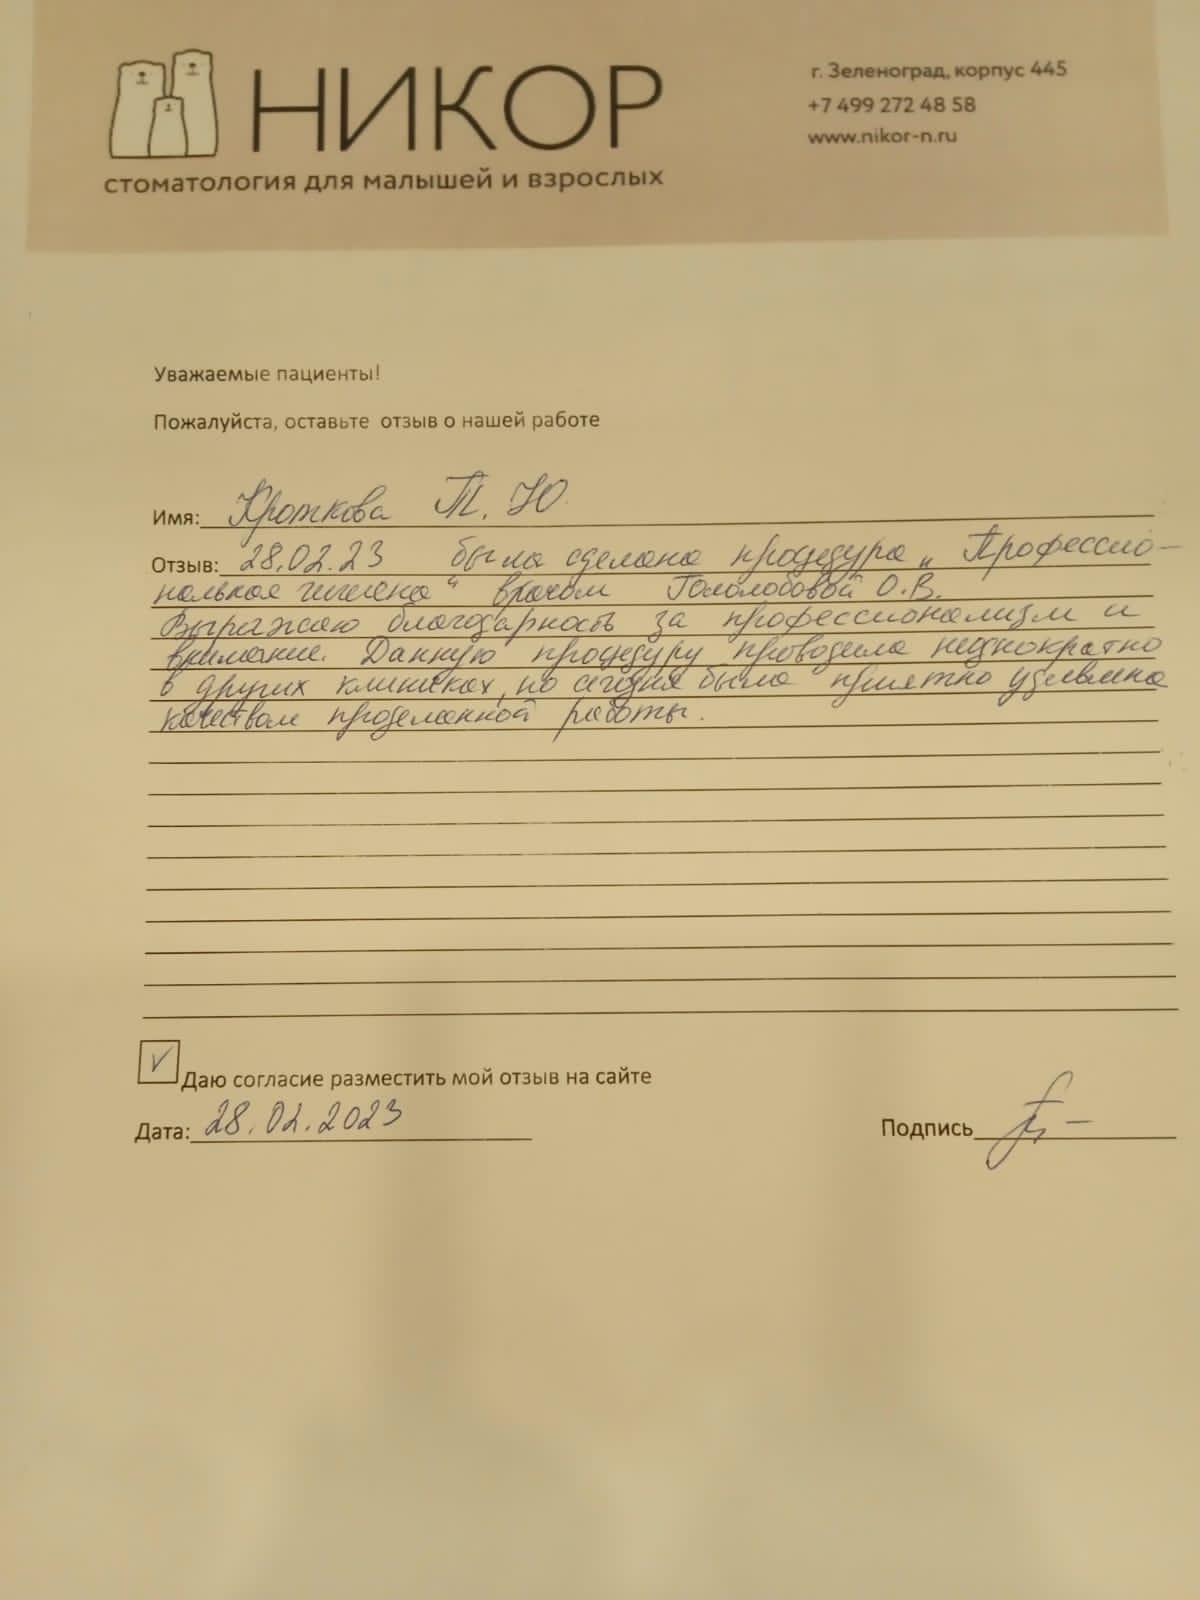 НИКОР
стоматология для малышей и взрослых
г. Зеленоград, корпус 445
+7 499 272 48 58
www.nikor-n.ru
Уважаемые пациенты!
Пожалуйста, оставьте отзыв о нашей работе
Имя: Кроткова Т. Ю.
Отзыв: 28.02.23 была сделана процедура „Профессио-
нальная гигиена“ врачом Гололобовой О.В.
Выражаю благодарность за профессионализм и
внимание. Данную процедуру проводила неоднократно
в других клиниках, но сегодня была приятно удивлена
качеством проделанной работы.
Даю согласие разместить мой отзыв на сайте
Дата: 28.02.2023
Подпись